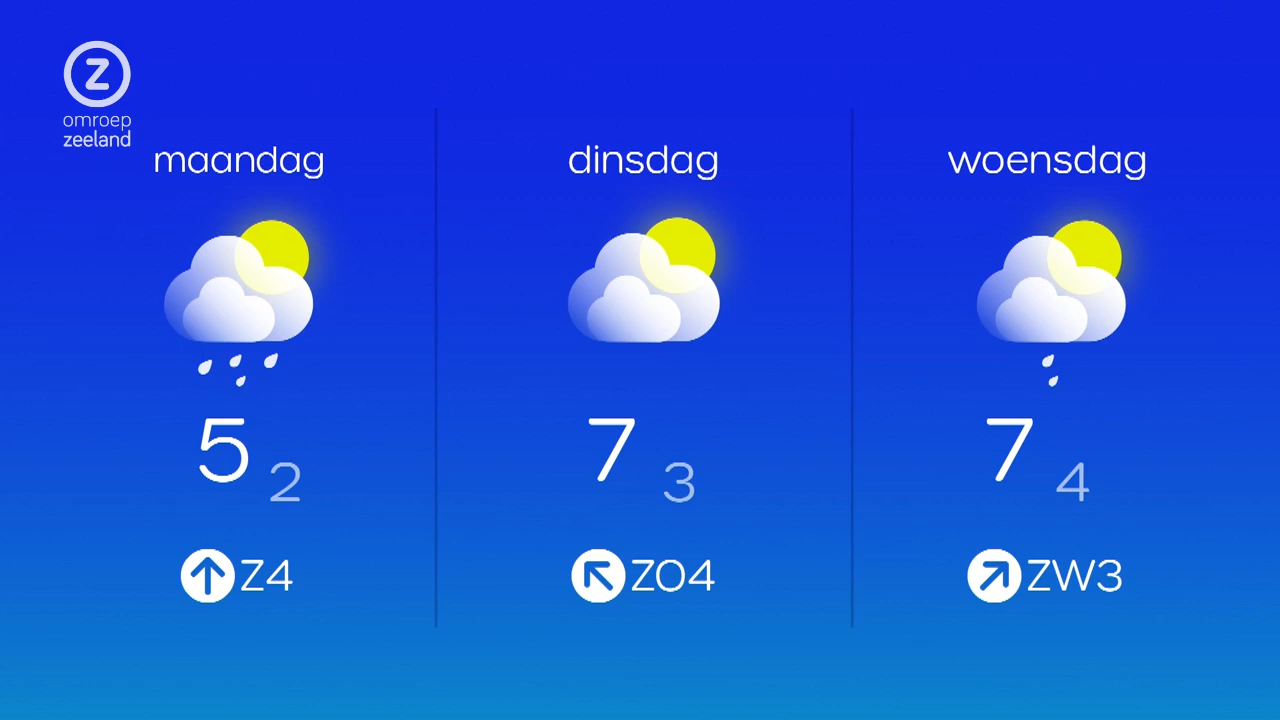 Z
omroep
zeeland
maandag
5 2
Z4
dinsdag
7 3
ZO4
woensdag
7 4
ZW3